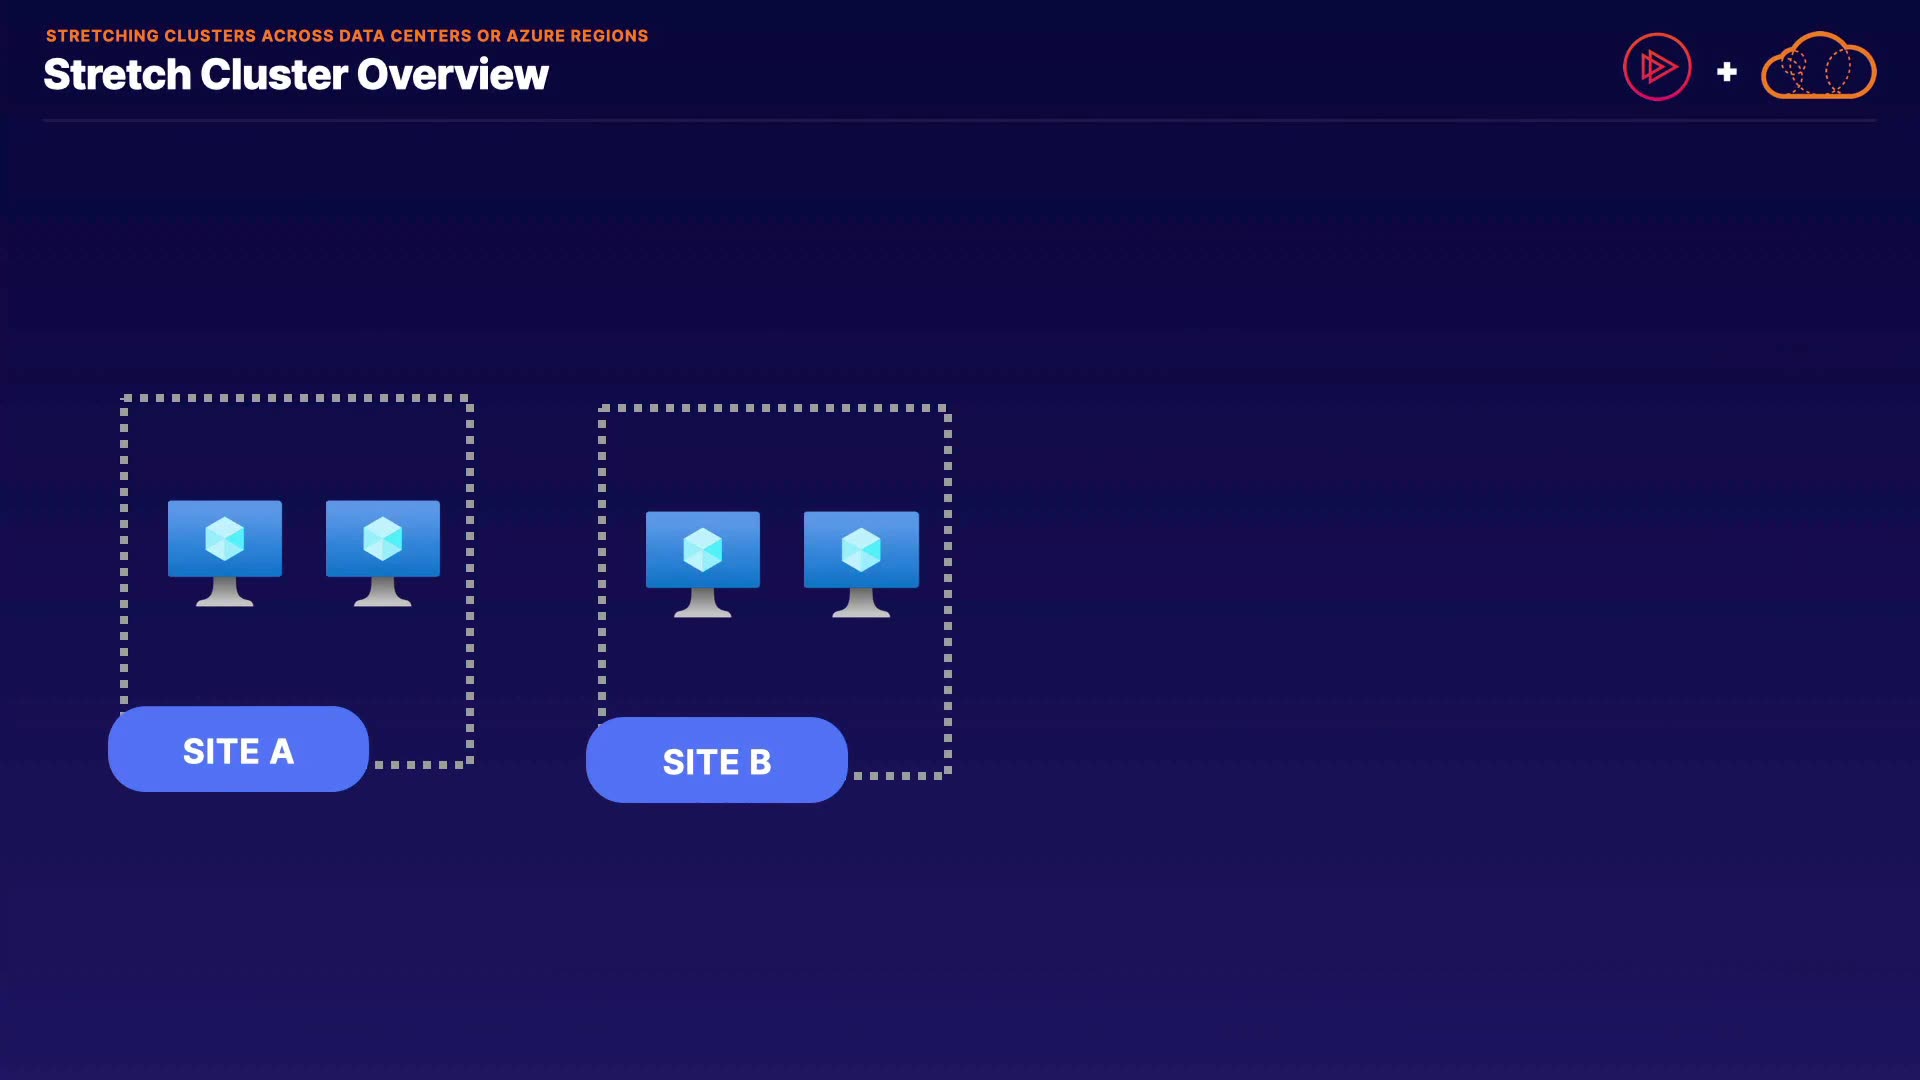 STRETCHING CLUSTERS ACROSS DATA CENTERS OR AZURE REGIONS
Stretch Cluster Overview
SITE A
SITE B